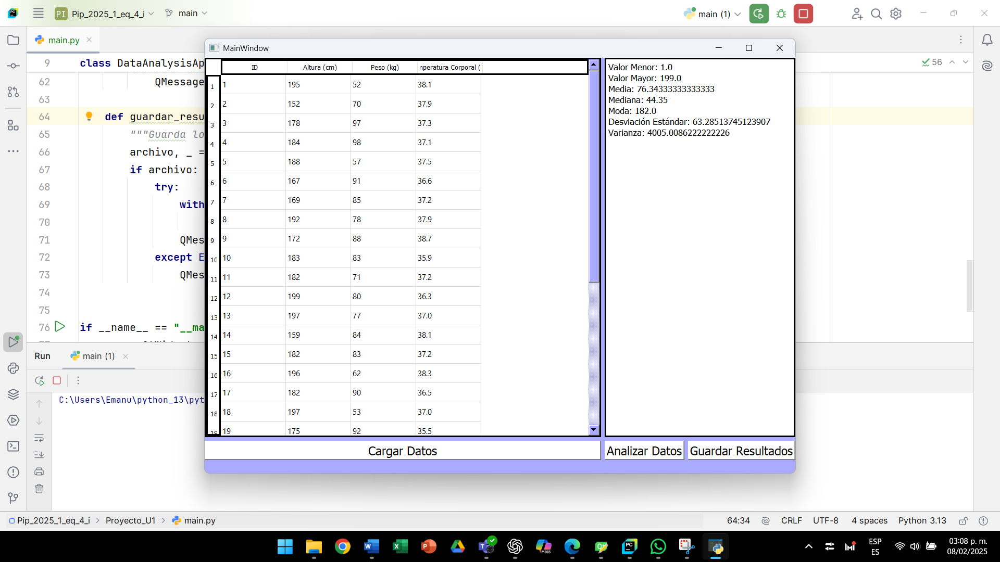 PI Pip_2025_1_eq_4_i main
main (1)
main.py
MainWindow
9 class DataAnalysisAp
56
62 QMessage
63
64 def guardar_resu
65 """Guarda lo
66 archivo, _ =
67 if archivo:
68 try:
69 with
70
71 QMes
72 except E
73 QMes
74
75
76 if __name__ == "__ma
ID Altura (cm) Peso (kg) nperatura Corporal (
1 1 195 52 38.1
2 2 152 70 37.9
3 3 178 97 37.3
4 4 184 98 37.1
5 5 188 57 37.5
6 6 167 91 36.6
7 7 169 85 37.2
8 8 192 78 37.9
9 9 172 88 38.7
10 10 183 83 35.9
11 11 182 71 37.2
12 12 199 80 36.3
13 13 197 77 37.0
14 14 159 84 38.1
15 15 182 83 37.2
16 16 196 62 38.3
17 17 182 90 36.5
18 18 197 53 37.0
19 19 175 92 35.5
Valor Menor: 1.0
Valor Mayor: 199.0
Media: 76.34333333333333
Mediana: 44.35
Moda: 182.0
Desviación Estándar: 63.28513745123907
Varianza: 4005.0086222222226
Cargar Datos
Analizar Datos
Guardar Resultados
Run main (1)
C:\Users\Emanu\python_13\pyt
Pip_2025_1_eq_4_i > Proyecto_U1 > main.py
64:34 CRLF UTF-8 4 spaces Python 3.13
ESP
ES
03:08 p. m.
08/02/2025